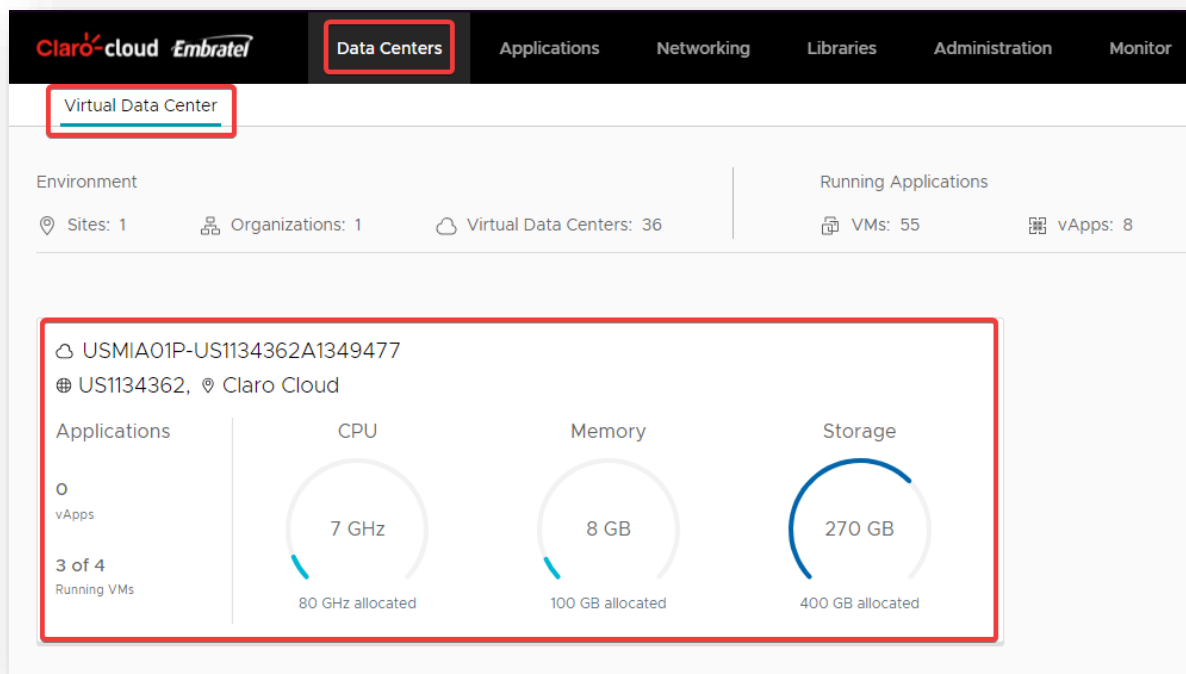 Claro-cloud Embratel Data Centers Applications Networking Libraries Administration Monitor
Virtual Data Center
Environment Running Applications
Sites: 1 Organizations: 1 Virtual Data Centers: 36 VMs: 55 vApps: 8
USMIA01P-US1134362A1349477
US1134362, Claro Cloud
Applications CPU Memory Storage
0
vApps
7 GHz 8 GB 270 GB
3 of 4
Running VMs
80 GHz allocated 100 GB allocated 400 GB allocated